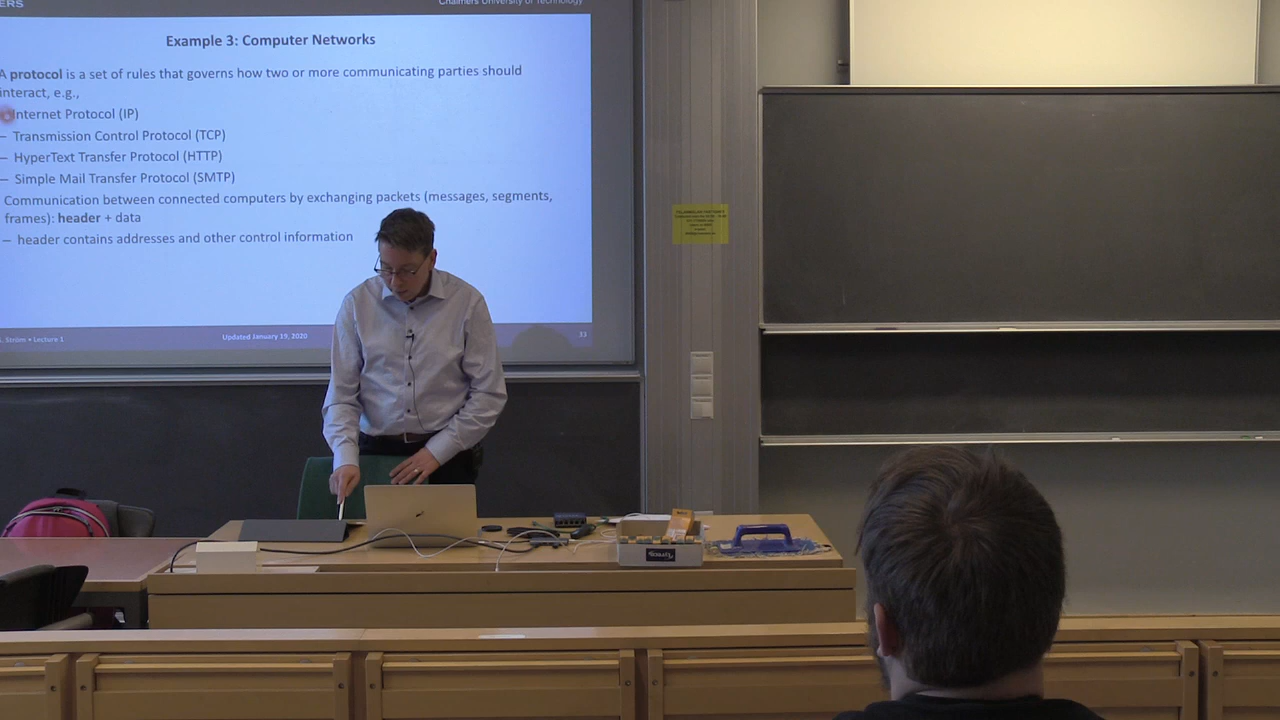 ERS
Chalmers University of Technology
Example 3: Computer Networks
A protocol is a set of rules that governs how two or more communicating parties should
interact, e.g.,
Internet Protocol (IP)
– Transmission Control Protocol (TCP)
– HyperText Transfer Protocol (HTTP)
– Simple Mail Transfer Protocol (SMTP)
Communication between connected computers by exchanging packets (messages, segments,
frames): header + data
– header contains addresses and other control information
Ström • Lecture 1
Updated January 19, 2020
33